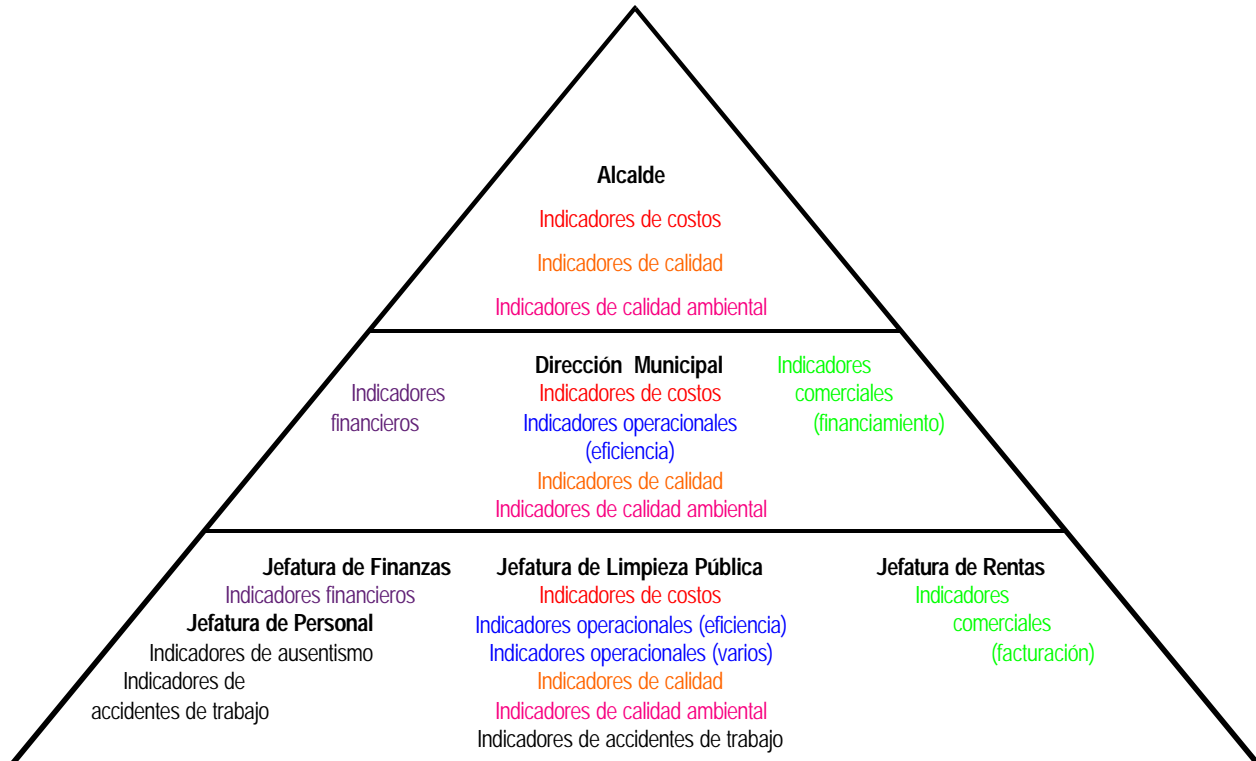 Alcalde
Indicadores de costos
Indicadores de calidad
Indicadores de calidad ambiental
Indicadores
financieros
Dirección Municipal
Indicadores de costos
Indicadores operacionales
(eficiencia)
Indicadores de calidad
Indicadores de calidad ambiental
Indicadores
comerciales
(financiamiento)
Jefatura de Finanzas
Indicadores financieros
Jefatura de Personal
Indicadores de ausentismo
Indicadores de
accidentes de trabajo
Jefatura de Limpieza Pública
Indicadores de costos
Indicadores operacionales (eficiencia)
Indicadores operacionales (varios)
Indicadores de calidad
Indicadores de calidad ambiental
Indicadores de accidentes de trabajo
Jefatura de Rentas
Indicadores
comerciales
(facturación)